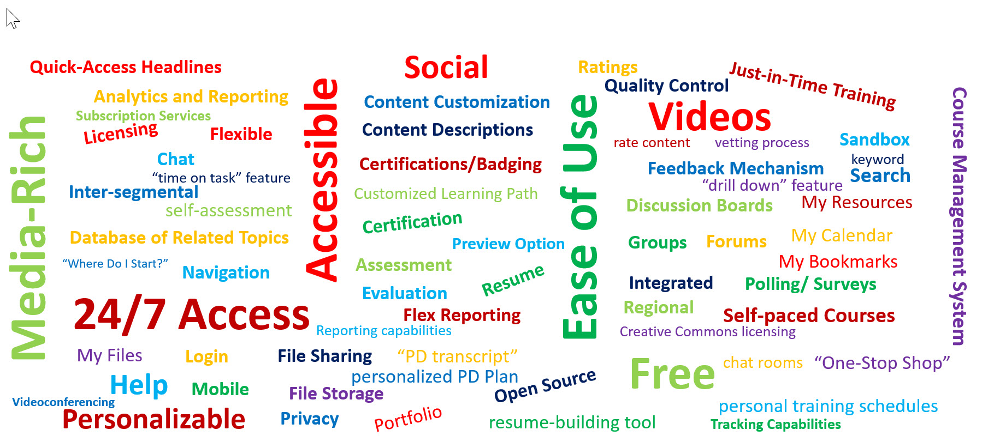 Quick-Access Headlines
Analytics and Reporting
Subscription Services
Licensing
Flexible
Chat
“time on task” feature
Inter-segmental
self-assessment
Database of Related Topics
“Where Do I Start?”
Navigation
Media-Rich
24/7 Access
Accessible
Social
Content Customization
Content Descriptions
Certifications/Badging
Customized Learning Path
Certification
Preview Option
Assessment
Resume
Evaluation
Flex Reporting
Reporting capabilities
Ease of Use
Ratings
Quality Control
Just-in-Time Training
Videos
rate content
vetting process
Sandbox
keyword
Search
Feedback Mechanism
“drill down” feature
Discussion Boards
My Resources
Groups
Forums
My Calendar
My Bookmarks
Integrated
Polling/ Surveys
Regional
Self-paced Courses
Creative Commons licensing
Course Management System
My Files
Login
File Sharing
“PD transcript”
personalized PD Plan
Help
Mobile
File Storage
Open Source
Free
chat rooms
“One-Stop Shop”
Videoconferencing
Personalizable
Privacy
Portfolio
resume-building tool
personal training schedules
Tracking Capabilities